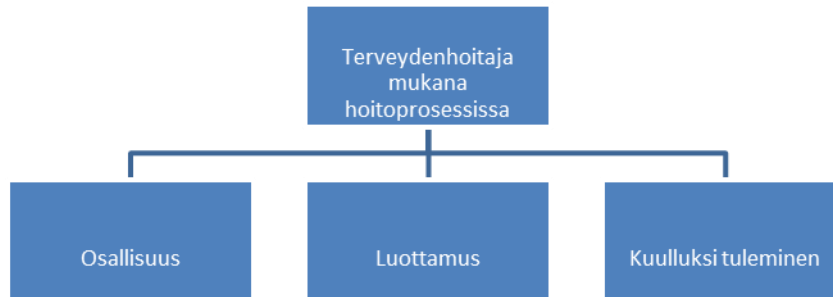 Terveydenhoitaja
mukana
hoitoprosessissa
Osallisuus
Luottamus
Kuulluksi tuleminen